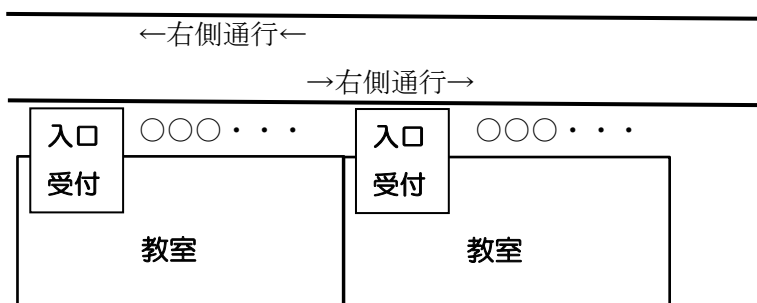 ←右側通行←
→右側通行→
入口 ○○○・・・ 入口 ○○○・・・
受付 受付
教室 教室